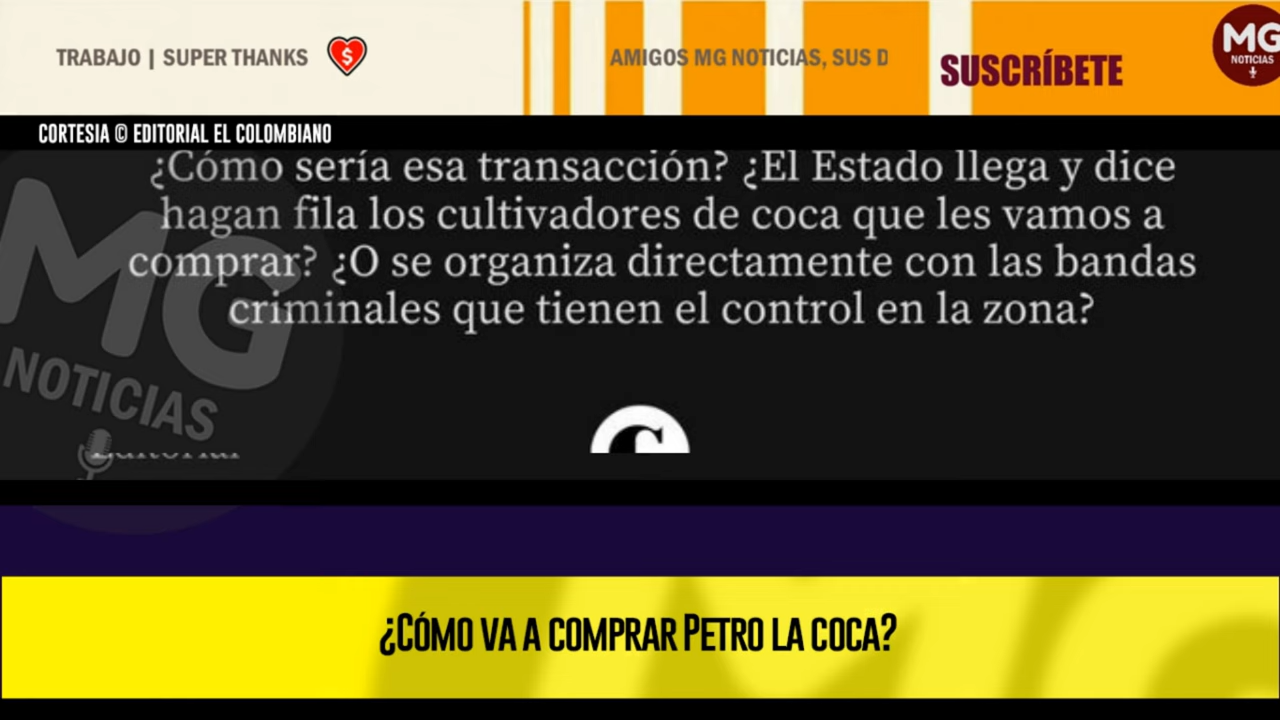 TRABAJO | SUPER THANKS
AMIGOS MG NOTICIAS, SUS D
SUSCRÍBETE
MG
NOTICIAS
CORTESIA © EDITORIAL EL COLOMBIANO
¿Cómo sería esa transacción? ¿El Estado llega y dice
hagan fila los cultivadores de coca que les vamos a
comprar? ¿O se organiza directamente con las bandas
criminales que tienen el control en la zona?
MG
NOTICIAS
Editorial
¿CÓMO VA A COMPRAR PETRO LA COCA?